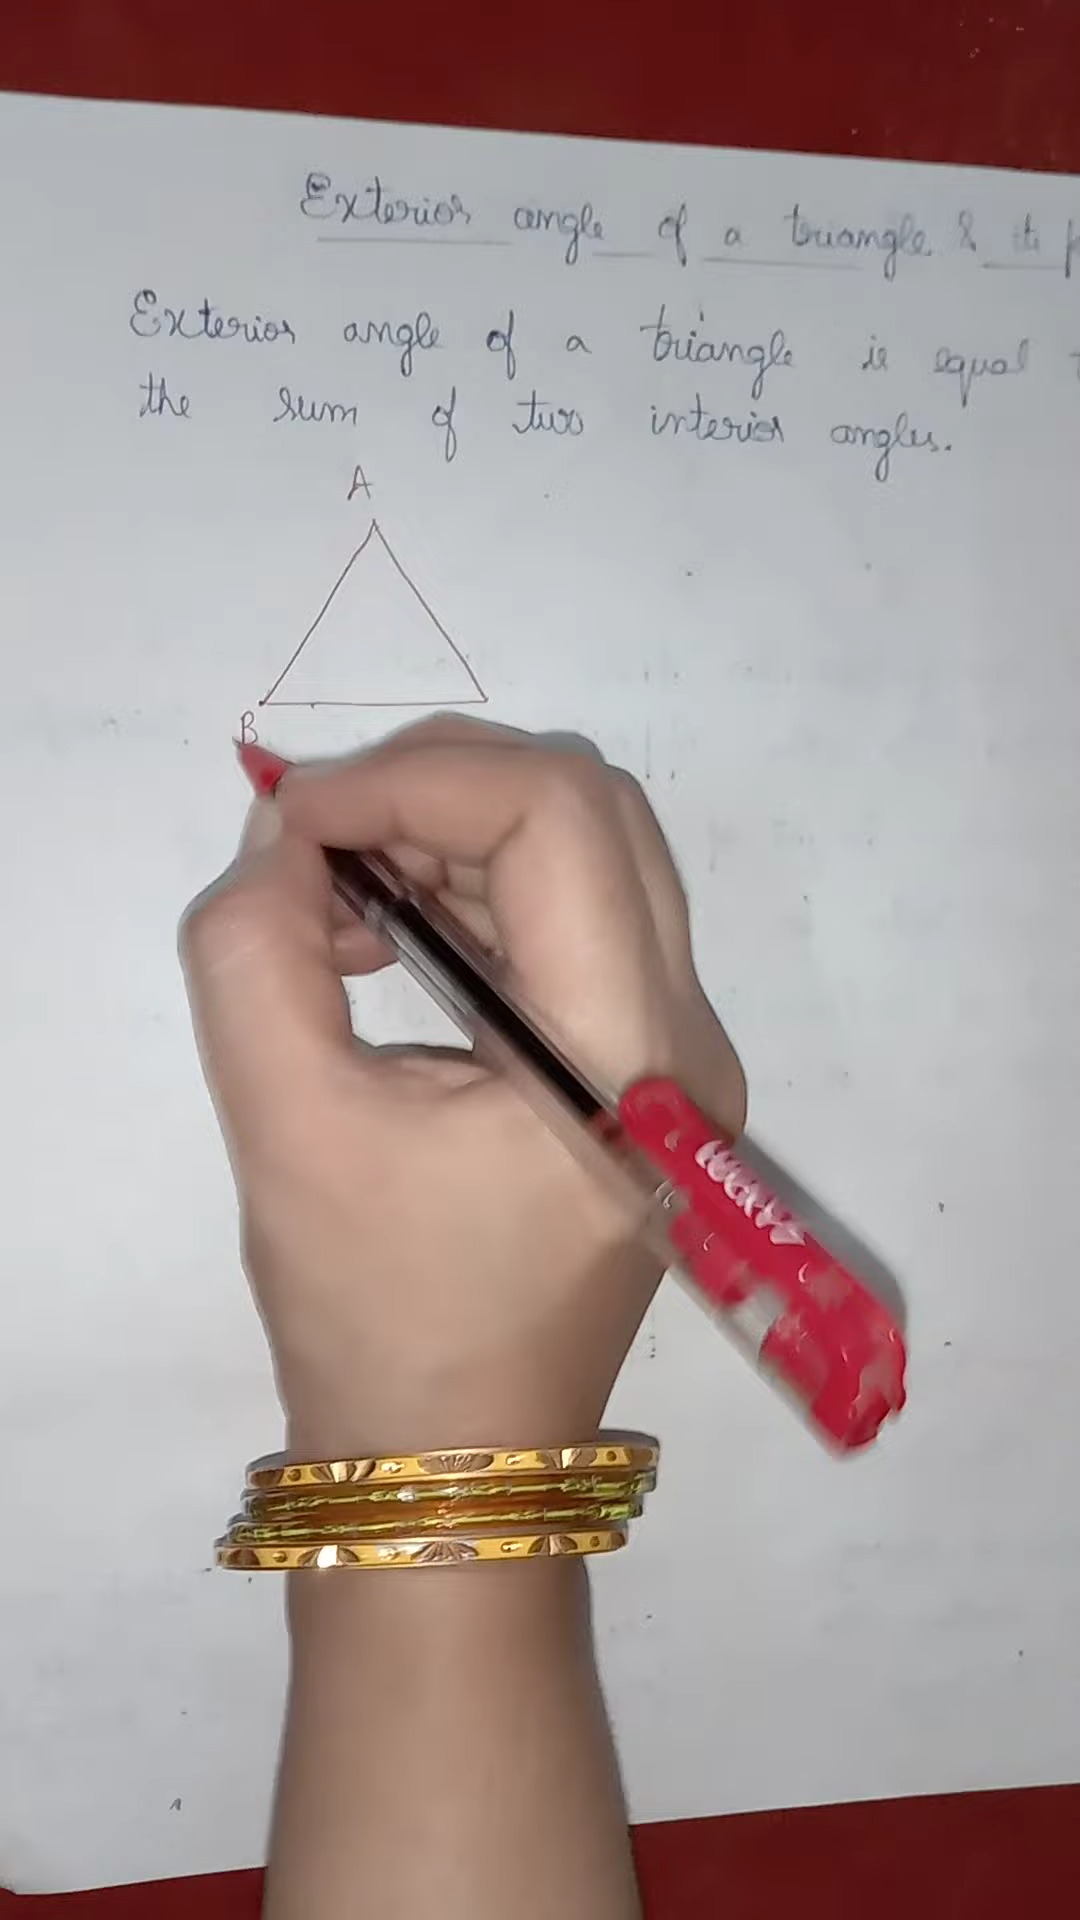 Exterior angle of a triangle & its
Exterior angle of a triangle is equal
the sum of two interior angles.
A
B